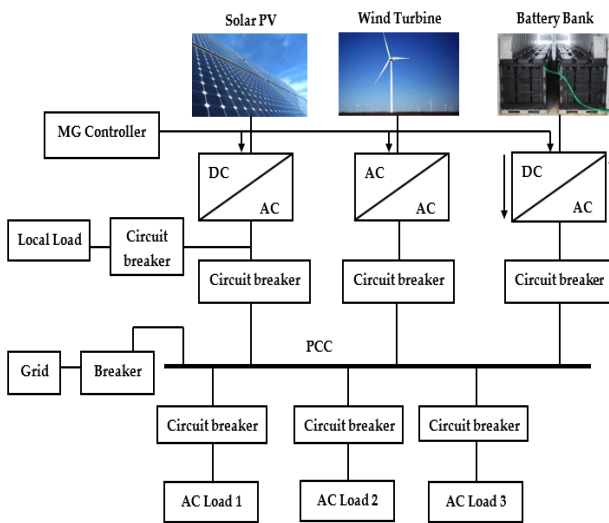 Solar PV
Wind Turbine
Battery Bank
MG Controller
DC
AC
AC
AC
DC
AC
Local Load
Circuit
breaker
Circuit breaker
Circuit breaker
Circuit breaker
PCC
Grid
Breaker
Circuit breaker
Circuit breaker
Circuit breaker
AC Load 1
AC Load 2
AC Load 3